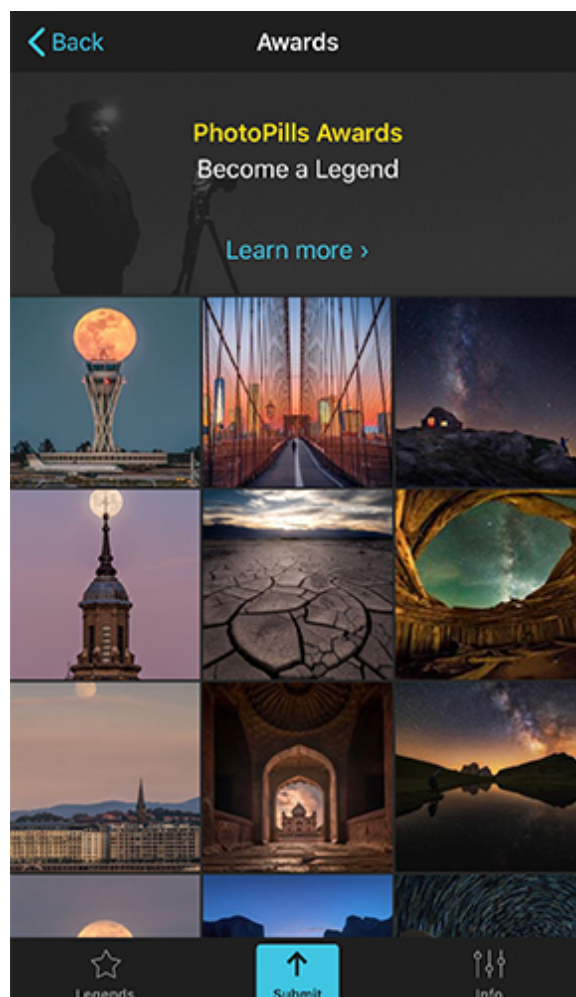 Back
Awards
PhotoPills Awards
Become a Legend
Learn more ›
Legends
Submit
Info